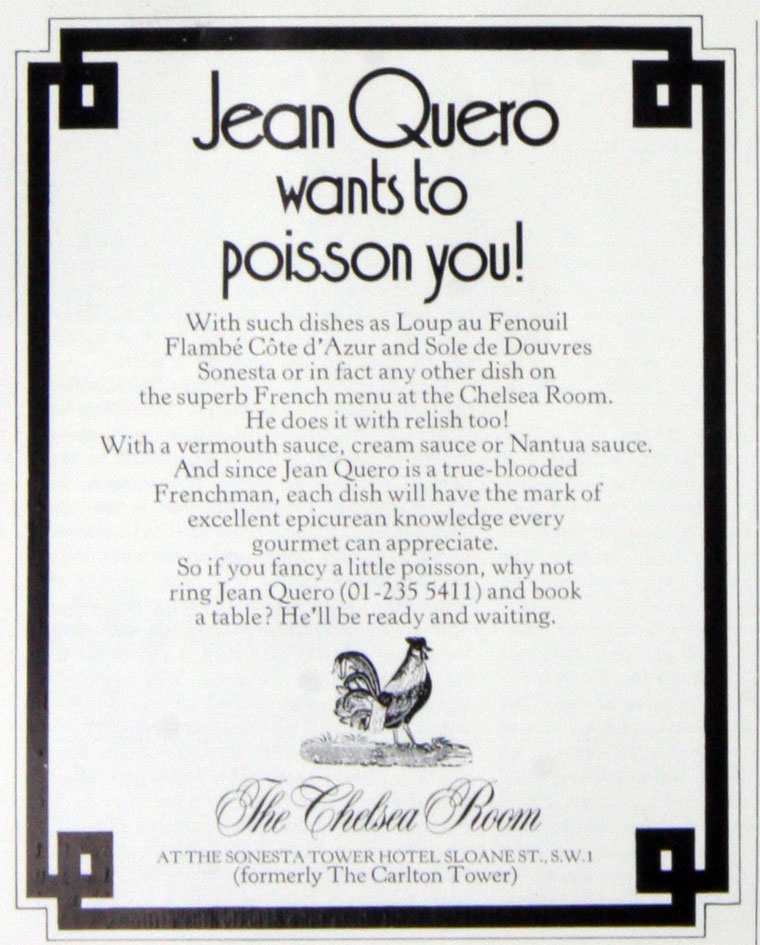 Jean Quero
wants to
poisson you!
With such dishes as Loup au Fenouil
Flambé Côte d'Azur and Sole de Douvres
Sonesta or in fact any other dish on
the superb French menu at the Chelsea Room.
He does it with relish too!
With a vermouth sauce, cream sauce or Nantua sauce.
And since Jean Quero is a true-blooded
Frenchman, each dish will have the mark of
excellent epicurean knowledge every
gourmet can appreciate.
So if you fancy a little poisson, why not
ring Jean Quero (01-235 5411) and book
a table? He'll be ready and waiting.
The Chelsea Room
AT THE SONESTA TOWER HOTEL SLOANE ST., S.W.1
(formerly The Carlton Tower)